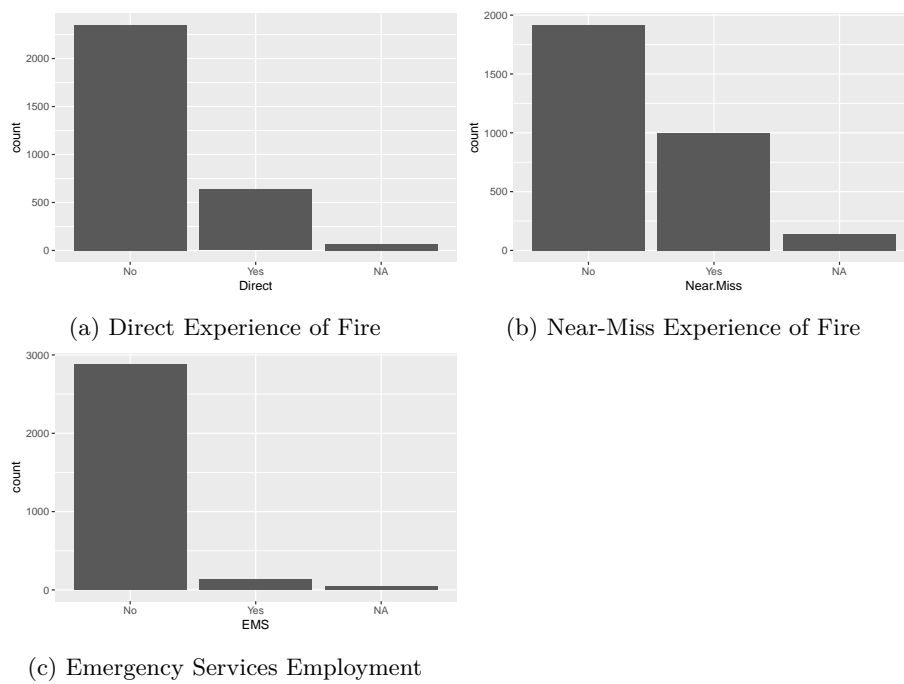 count
2000
1500
1000
500
0
No Yes NA
Direct
(a) Direct Experience of Fire
count
2000
1500
1000
500
0
No Yes NA
Near.Miss
(b) Near-Miss Experience of Fire
count
3000
2000
1000
0
No Yes NA
EMS
(c) Emergency Services Employment